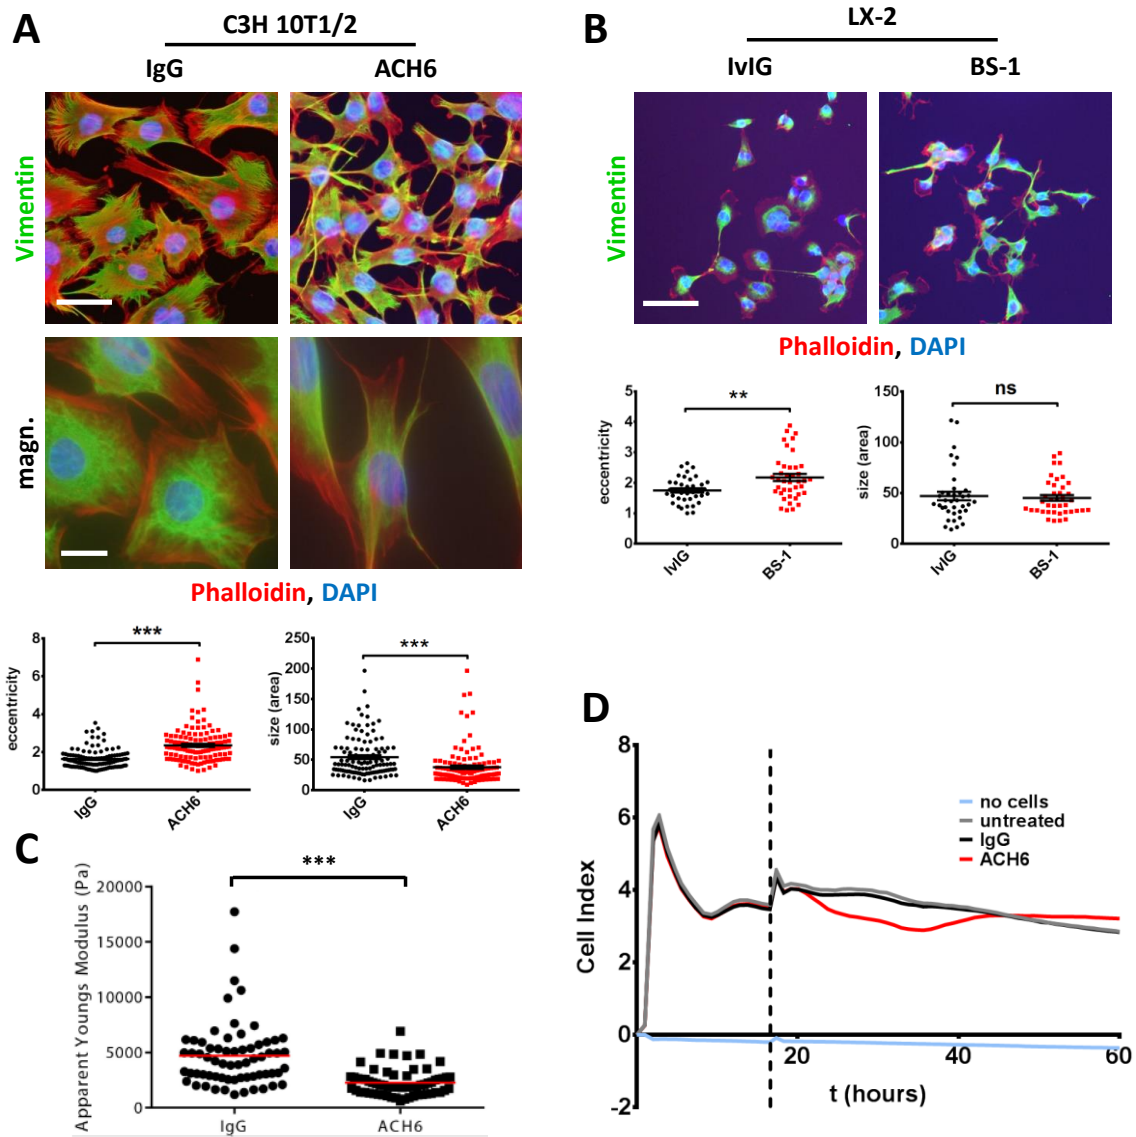 A
C3H 10T1/2
IgG
ACH6
Vimentin
magn.
Phalloidin, DAPI
eccentricity
8
6
4
2
0
***
IgG
ACH6
size (area)
250
200
150
100
50
0
***
IgG
ACH6
B
LX-2
IvIG
BS-1
Vimentin
Phalloidin, DAPI
eccentricity
5
4
3
2
1
0
**
IvIG
BS-1
size (area)
150
100
50
0
ns
IvIG
BS-1
C
***
Apparent Youngs Modulus (Pa)
20000
15000
10000
5000
0
IgG
ACH6
D
Cell Index
8
6
4
2
0
-2
no cells
untreated
IgG
ACH6
20
40
60
t (hours)